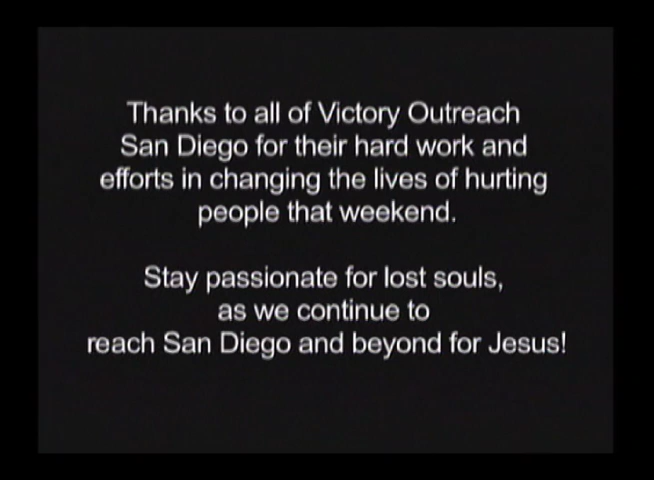 Thanks to all of Victory Outreach
San Diego for their hard work and
efforts in changing the lives of hurting
people that weekend.
Stay passionate for lost souls,
as we continue to
reach San Diego and beyond for Jesus!